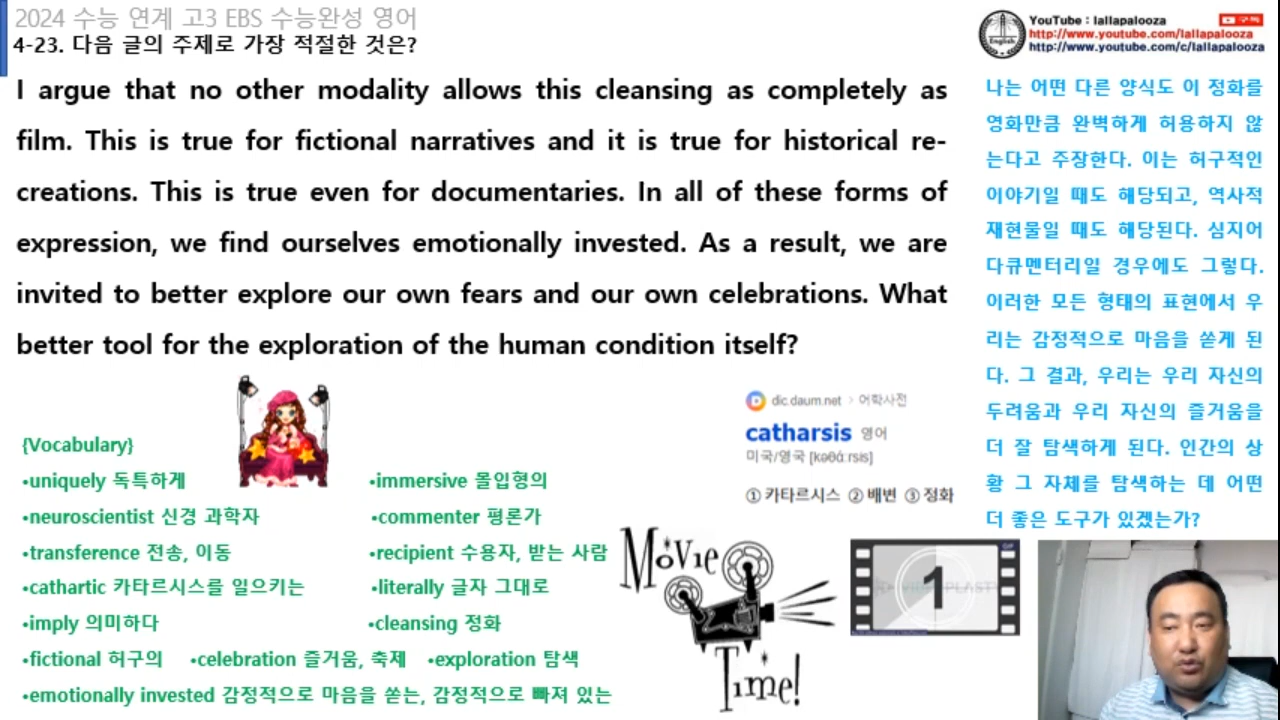 2024 수능 연계 고3 EBS 수능완성 영어
4-23. 다음 글의 주제로 가장 적절한 것은?
YouTube : lallapalooza
구독
http://www.youtube.com/lallapalooza
http://www.youtube.com/c/lallapalooza
English
I argue that no other modality allows this cleansing as completely as
film. This is true for fictional narratives and it is true for historical re-
creations. This is true even for documentaries. In all of these forms of
expression, we find ourselves emotionally invested. As a result, we are
invited to better explore our own fears and our own celebrations. What
better tool for the exploration of the human condition itself?
나는 어떤 다른 양식도 이 정화를
영화만큼 완벽하게 허용하지 않
는다고 주장한다. 이는 허구적인
이야기일 때도 해당되고, 역사적
재현물일 때도 해당된다. 심지어
다큐멘터리일 경우에도 그렇다.
이러한 모든 형태의 표현에서 우
리는 감정적으로 마음을 쏟게 된
다. 그 결과, 우리는 우리 자신의
두려움과 우리 자신의 즐거움을
더 잘 탐색하게 된다. 인간의 상
황 그 자체를 탐색하는 데 어떤
더 좋은 도구가 있겠는가?
{Vocabulary}
•uniquely 독특하게
•immersive 몰입형의
•neuroscientist 신경 과학자
•commenter 평론가
•transference 전송, 이동
•recipient 수용자, 받는 사람
•cathartic 카타르시스를 일으키는
•literally 글자 그대로
•imply 의미하다
•cleansing 정화
•fictional 허구의 •celebration 즐거움, 축제 •exploration 탐색
•emotionally invested 감정적으로 마음을 쏟는, 감정적으로 빠져 있는
dic.daum.net > 어학사전
catharsis 영어
미국/영국 [kəθɑ́ːrsis]
① 카타르시스 ② 배변 ③ 정화
Movie
Time!
1